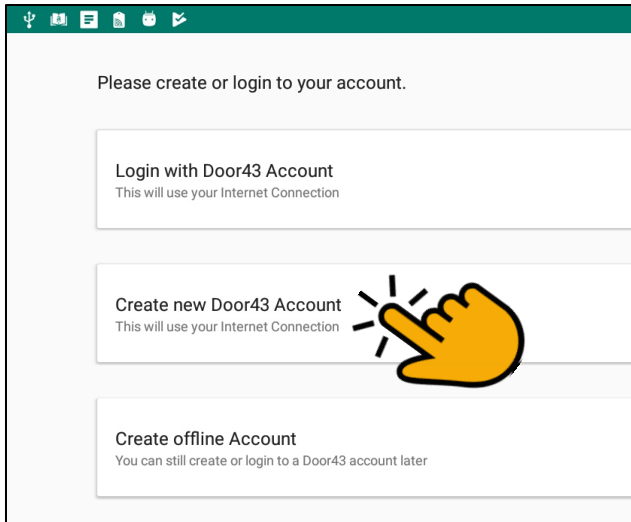 Please create or login to your account.
Login with Door43 Account
This will use your Internet Connection
Create new Door43 Account
This will use your Internet Connection
Create offline Account
You can still create or login to a Door43 account later